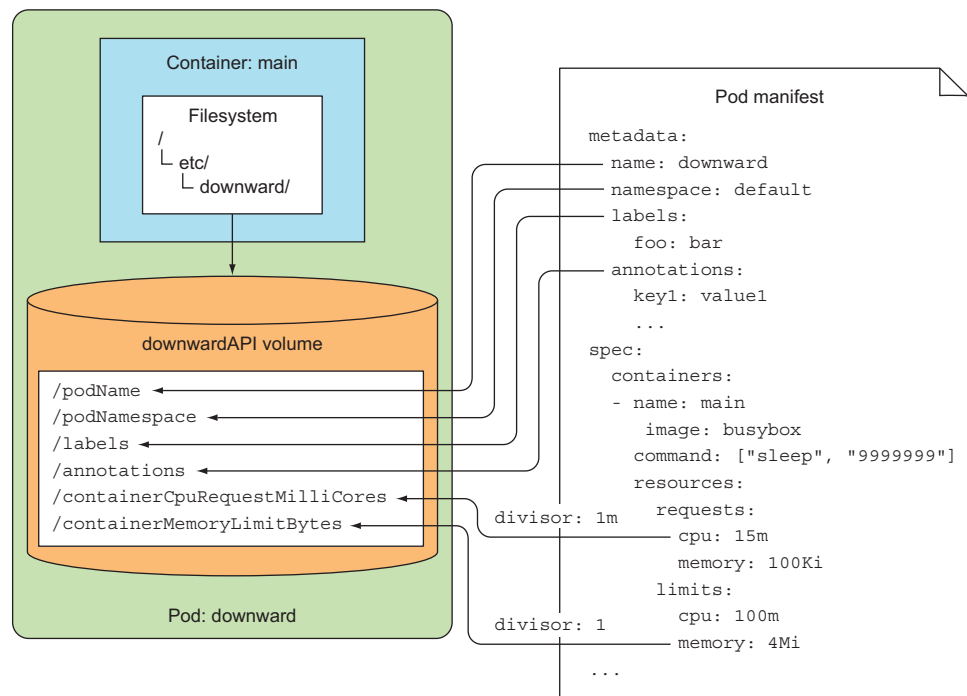 Container: main
Filesystem
/
etc/
downward/
downwardAPI volume
/podName
/podNamespace
/labels
/annotations
/containerCpuRequestMilliCores
/containerMemoryLimitBytes
Pod: downward
divisor: 1m
divisor: 1
Pod manifest
metadata:
name: downward
namespace: default
labels:
foo: bar
annotations:
key1: value1
...
spec:
containers:
- name: main
image: busybox
command: ["sleep", "9999999"]
resources:
requests:
cpu: 15m
memory: 100Ki
limits:
cpu: 100m
memory: 4Mi
...